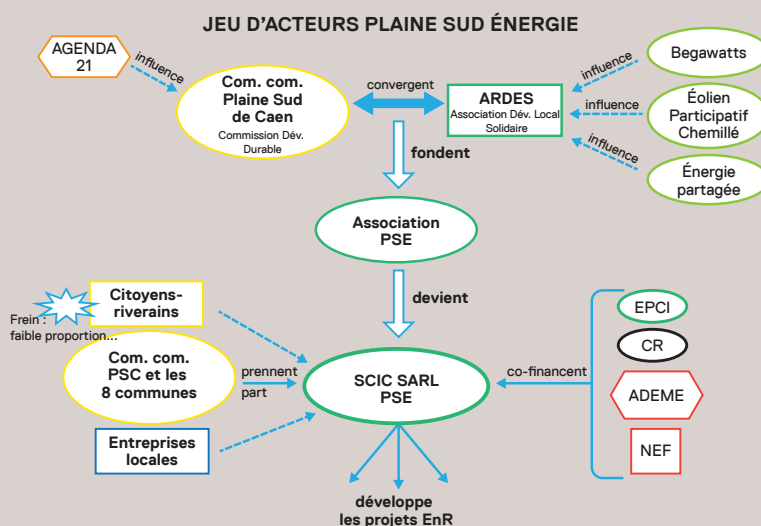 JEU D’ACTEURS PLAINE SUD ÉNERGIE
AGENDA
21
influence
Com. com.
Plaine Sud
de Caen
Commission Dév.
Durable
convergent
ARDES
Association Dév. Local
Solidaire
influence
Begawatts
influence
Éolien
Participatif
Chemillé
influence
Énergie
partagée
fondent
Association
PSE
devient
Citoyens-
riverains
Frein :
faible proportion...
Com. com.
PSC et les
8 communes
prennent
part
Entreprises
locales
SCIC SARL
PSE
co-financent
EPCI
CR
ADEME
NEF
développe
les projets EnR